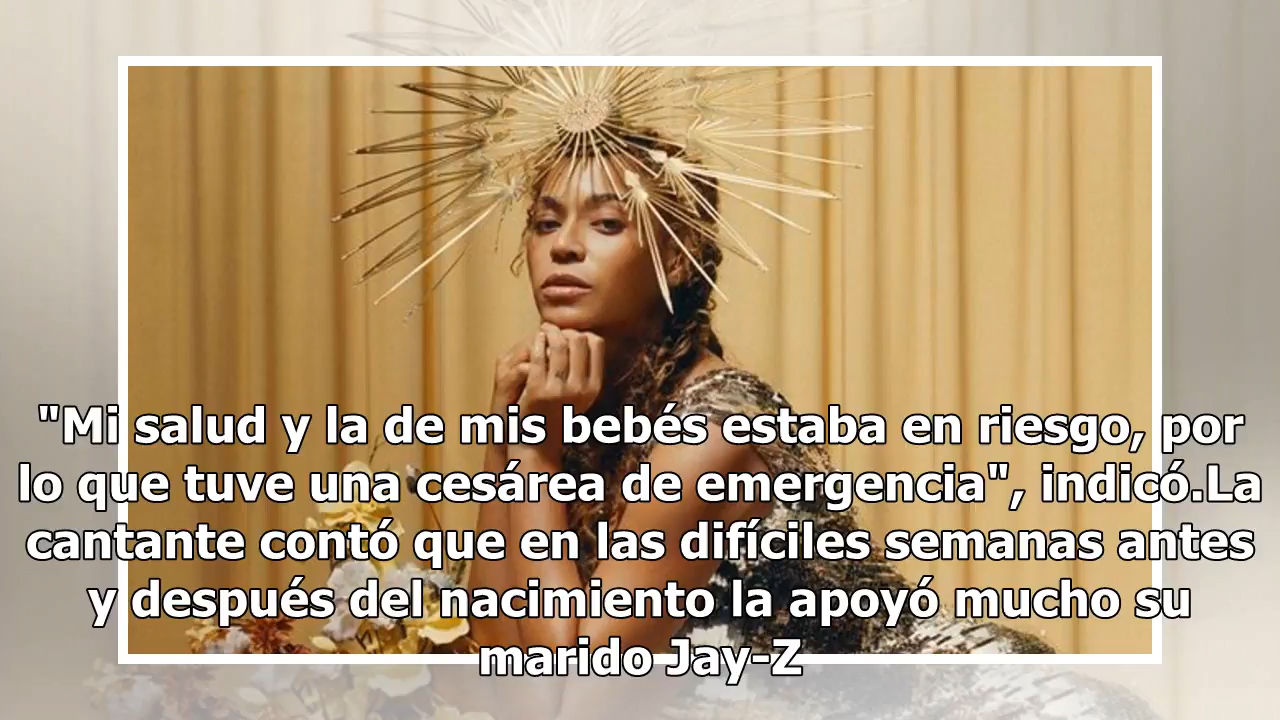 "Mi salud y la de mis bebés estaba en riesgo, por
lo que tuve una cesárea de emergencia", indicó.La
cantante contó que en las difíciles semanas antes
y después del nacimiento la apoyó mucho su
marido Jay-Z